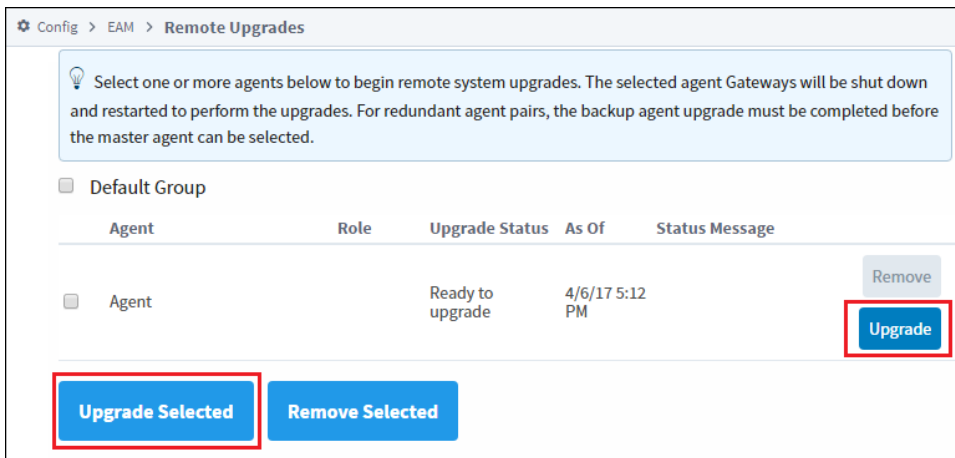 Config > EAM > Remote Upgrades
Select one or more agents below to begin remote system upgrades. The selected agent Gateways will be shut down
and restarted to perform the upgrades. For redundant agent pairs, the backup agent upgrade must be completed before
the master agent can be selected.
Default Group
Agent Role Upgrade Status As Of Status Message
Agent Ready to upgrade 4/6/17 5:12 PM
Remove
Upgrade
Upgrade Selected Remove Selected